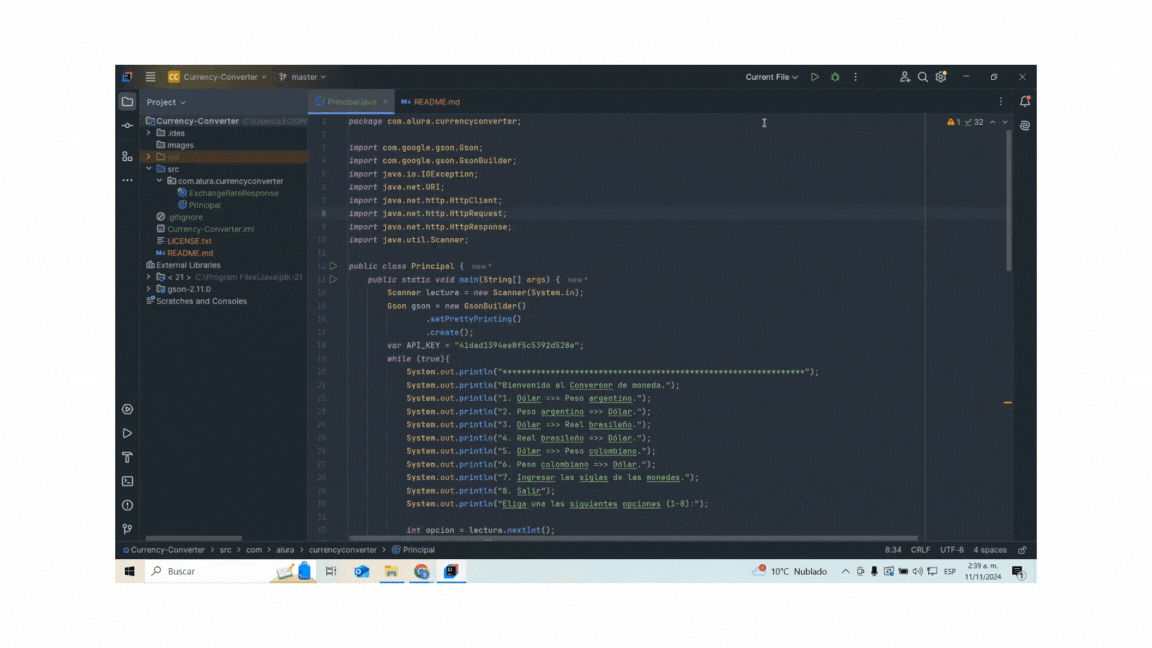 CC Currency-Converter master Current File
Project
Principal.java
README.md
Currency-Converter
.idea
images
src
com.alura.currencyconverter
ExchangeRateResponse
Principal
.gitignore
Currency-Converter.iml
LICENSE.txt
README.md
External Libraries
< 21 > C:\Program Files\Java\jdk-21
gson-2.11.0
Scratches and Consoles
1 32
1 package com.alura.currencyconverter;
2
3 import com.google.gson.Gson;
4 import com.google.gson.GsonBuilder;
5 import java.io.IOException;
6 import java.net.URI;
7 import java.net.http.HttpClient;
8 import java.net.http.HttpRequest;
9 import java.net.http.HttpResponse;
10 import java.util.Scanner;
11
12 public class Principal { new *
13 public static void main(String[] args) { new *
14 Scanner lectura = new Scanner(System.in);
15 Gson gson = new GsonBuilder()
16 .setPrettyPrinting()
17 .create();
18 var API_KEY = "41dad1394ee8f5c5392d528e";
19 while (true){
20 System.out.println("***************************************************************");
21 System.out.println("Bienvenido al Conversor de moneda.");
22 System.out.println("1. Dólar =>> Peso argentino.");
23 System.out.println("2. Peso argentino =>> Dólar.");
24 System.out.println("3. Dólar =>> Real brasileño.");
25 System.out.println("4. Real brasileño =>> Dólar.");
26 System.out.println("5. Dólar =>> Peso colombiano.");
27 System.out.println("6. Peso colombiano =>> Dólar.");
28 System.out.println("7. Ingresar las siglas de las monedas.");
29 System.out.println("8. Salir");
30 System.out.println("Eliga una las siguientes opciones (1-8):");
31
32 int opcion = lectura.nextInt();
Currency-Converter > src > com > alura > currencyconverter > Principal 8:34 CRLF UTF-8 4 spaces
Buscar 10°C Nublado ESP 2:39 a. m.
11/11/2024 1